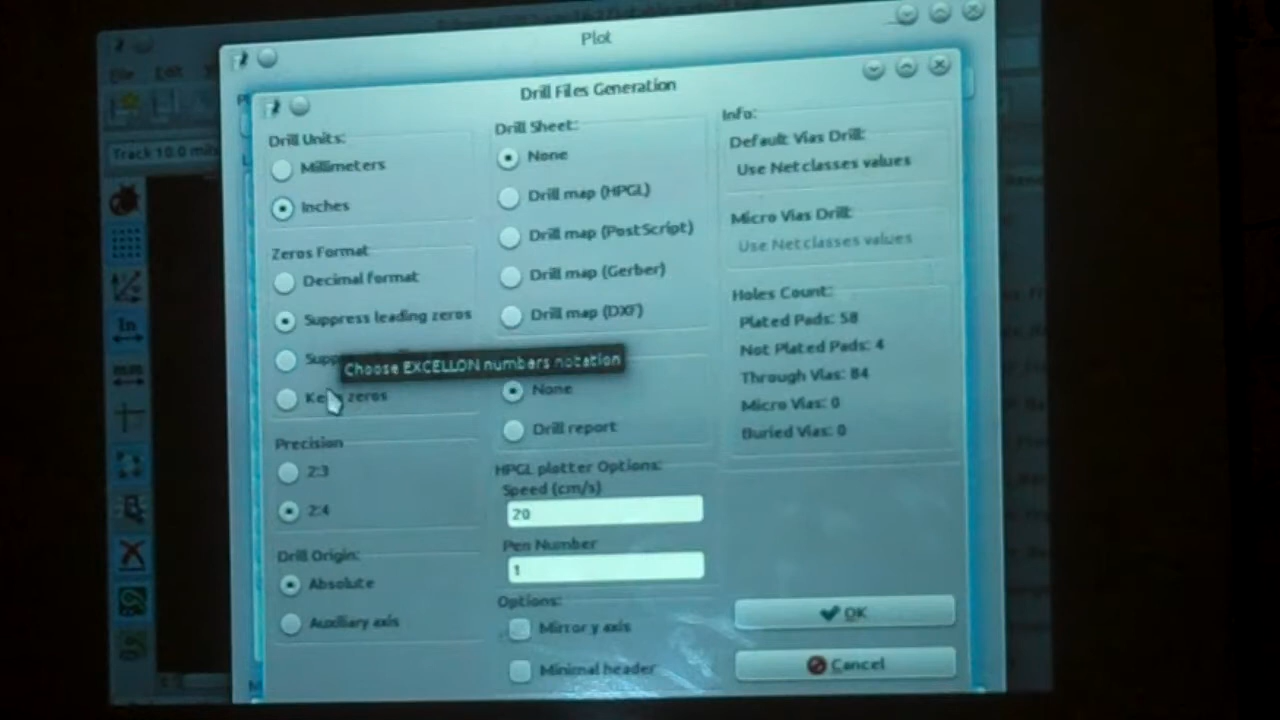 Plot
Drill Files Generation
File Edit
Track 10.0 mils
Drill Units:
Millimeters
Inches
Zeros Format
Decimal format
Suppress leading zeros
Choose EXCELLON numbers notation
zeros
Precision
2:3
2:4
Drill Origin:
Absolute
Auxiliary axis
Drill Sheet:
None
Drill map (HPGL)
Drill map (PostScript)
Drill map (Gerber)
Drill map (DXF)
None
Drill report
HPGL plotter Options:
Speed (cm/s)
20
Pen Number
1
Options:
Mirror y axis
Minimal header
Info:
Default Vias Drill:
Use Netclasses values
Micro Vias Drill:
Use Netclasses values
Holes Count:
Plated Pads: 58
Not Plated Pads: 4
Through Vias: 84
Micro Vias: 0
Buried Vias: 0
OK
Cancel
In
mm